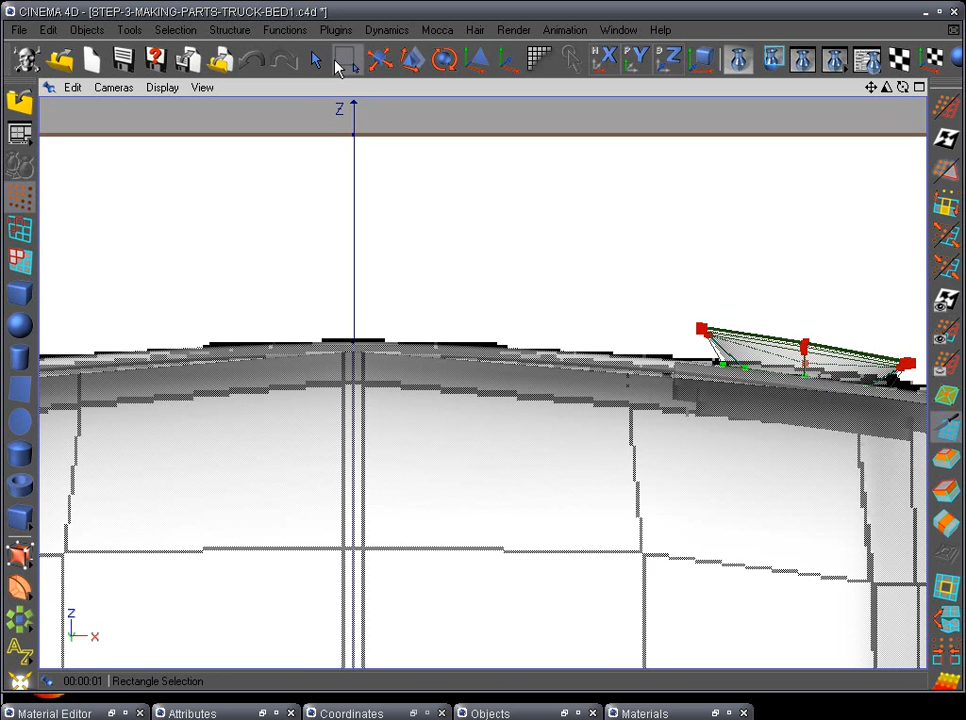 CINEMA 4D - [STEP-3-MAKING-PARTS-TRUCK-BED1.c4d *]
File Edit Objects Tools Selection Structure Functions Plugins Dynamics Mocca Hair Render Animation Window Help
X Y Z
Edit Cameras Display View
Z
Z
X
00:00:01 Rectangle Selection
Material Editor Attributes Coordinates Objects Materials